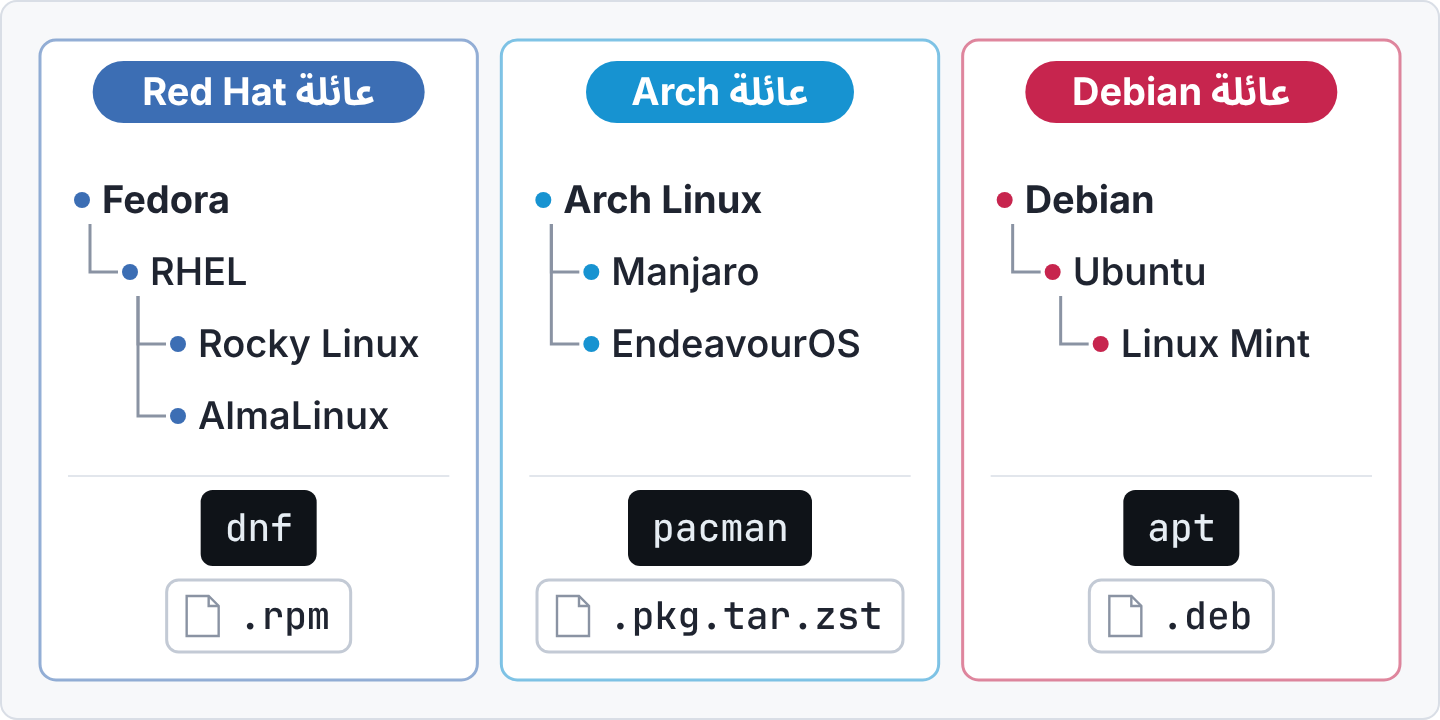 عائلة Red Hat
Fedora
RHEL
Rocky Linux
AlmaLinux
dnf
.rpm
عائلة Arch
Arch Linux
Manjaro
EndeavourOS
pacman
.pkg.tar.zst
عائلة Debian
Debian
Ubuntu
Linux Mint
apt
.deb